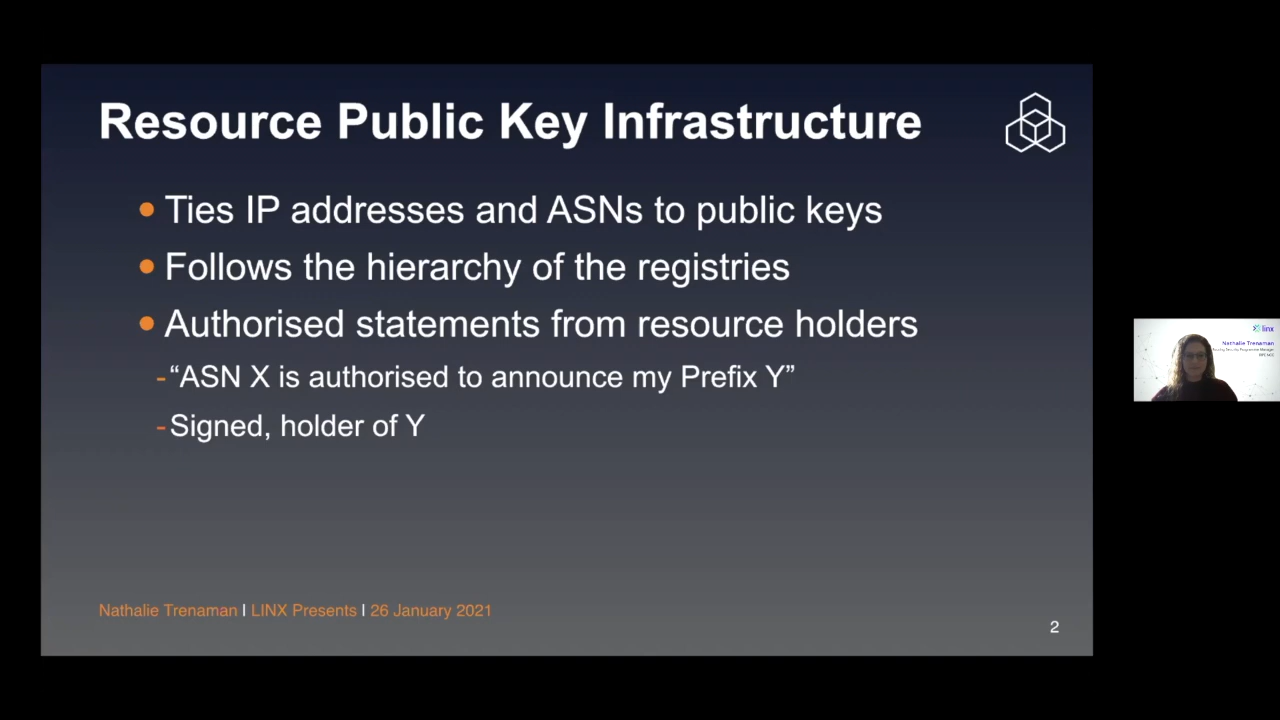 Resource Public Key Infrastructure
• Ties IP addresses and ASNs to public keys
• Follows the hierarchy of the registries
• Authorised statements from resource holders
- “ASN X is authorised to announce my Prefix Y”
- Signed, holder of Y
Nathalie Trenaman | LINX Presents | 26 January 2021
2
linx
Nathalie Trenaman